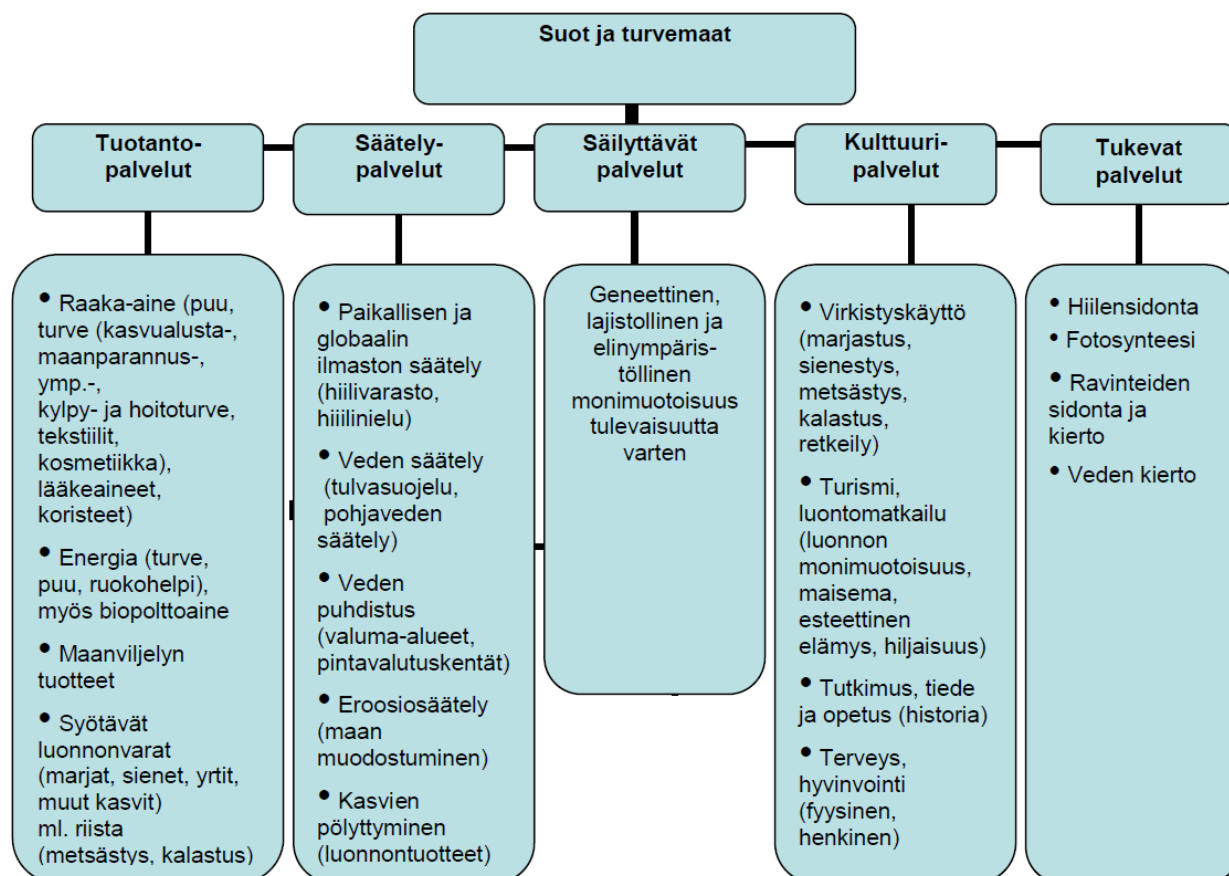 Suot ja turvemaat
Tuotanto-
palvelut
Säätely-
palvelut
Säilyttävät
palvelut
Kulttuuri-
palvelut
Tukevat
palvelut
• Raaka-aine (puu,
turve (kasvualusta-,
maanparannus-,
ymp.-,
kylpy- ja hoitoturve,
tekstiilit,
kosmetiikka),
lääkeaineet,
koristeet)
• Energia (turve,
puu, ruokohelpi),
myös biopolttoaine
• Maanviljelyn
tuotteet
• Syötävät
luonnonvarat
(marjat, sienet, yrtit,
muut kasvit)
ml. riista
(metsästys, kalastus)
• Paikallisen ja
globaalin
ilmaston säätely
(hiilivarasto,
hiiilinielu)
• Veden säätely
(tulvasuojelu,
pohjaveden
säätely)
• Veden
puhdistus
(valuma-alueet,
pintavalutuskentät)
• Eroosiosäätely
(maan
muodostuminen)
• Kasvien
pölyttyminen
(luonnontuotteet)
Geneettinen,
lajistollinen ja
elinympäris-
töllinen
monimuotoisuus
tulevaisuutta
varten
• Virkistyskäyttö
(marjastus,
sienestys,
metsästys,
kalastus,
retkeily)
• Turismi,
luontomatkailu
(luonnon
monimuotoisuus,
maisema,
esteettinen
elämys, hiljaisuus)
• Tutkimus, tiede
ja opetus (historia)
• Terveys,
hyvinvointi
(fyysinen,
henkinen)
• Hiilensidonta
• Fotosynteesi
• Ravinteiden
sidonta ja
kierto
• Veden kierto